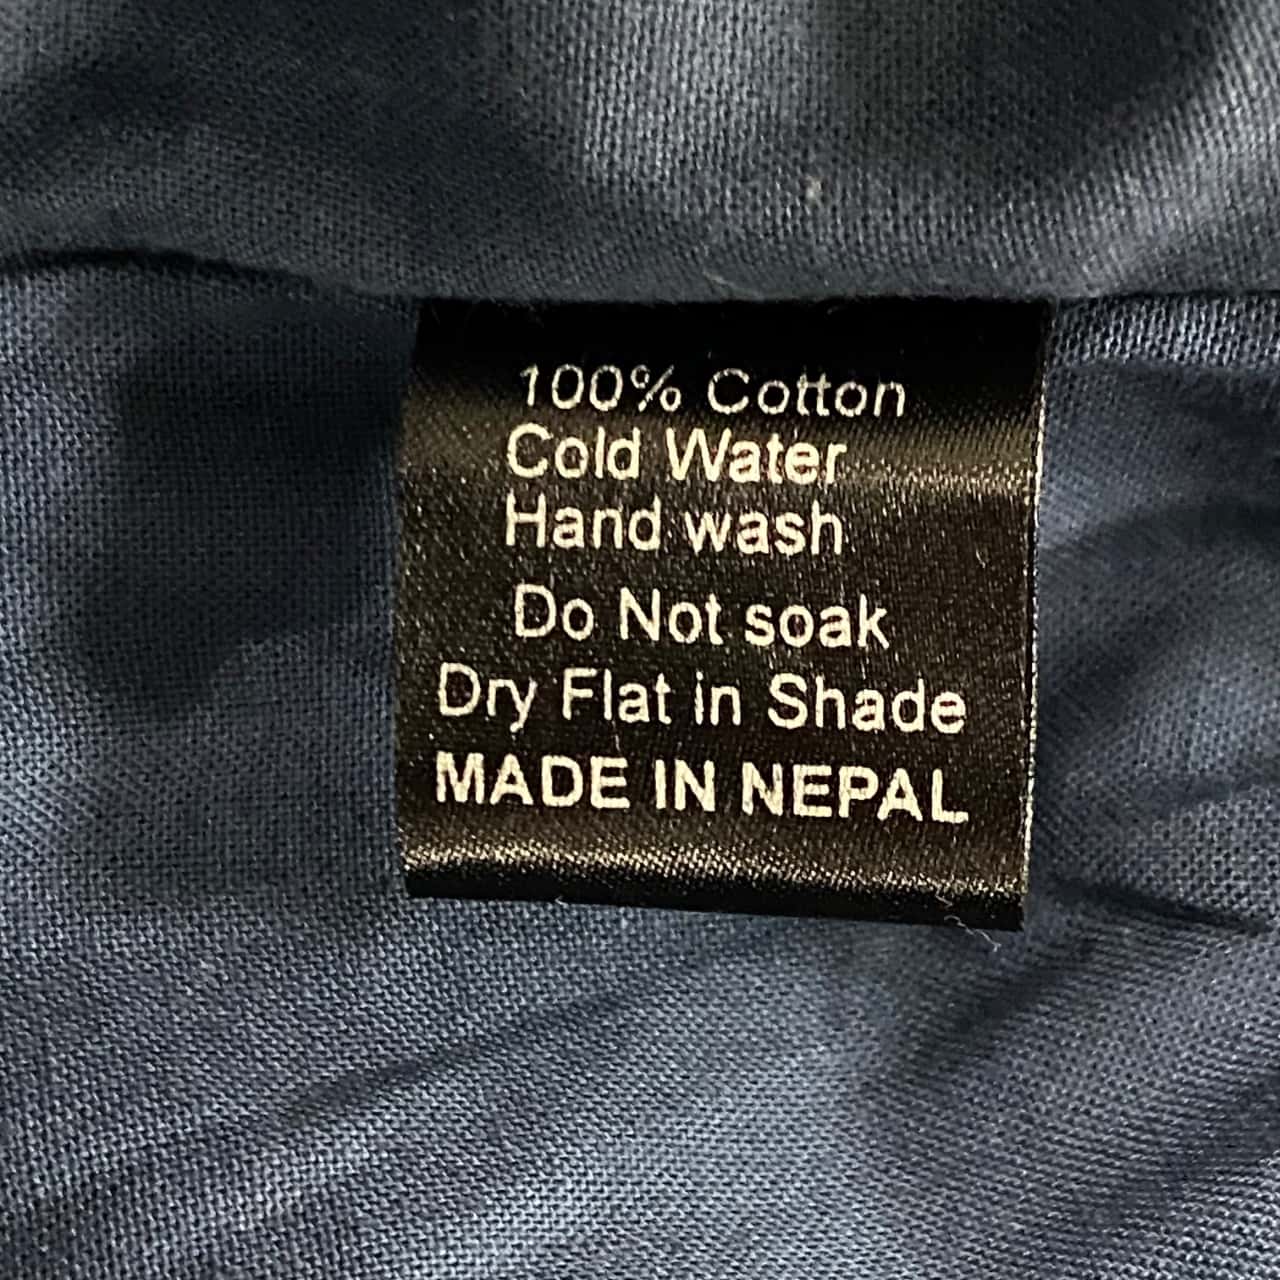 100% Cotton
Cold Water
Hand wash
Do Not soak
Dry Flat in Shade
MADE IN NEPAL